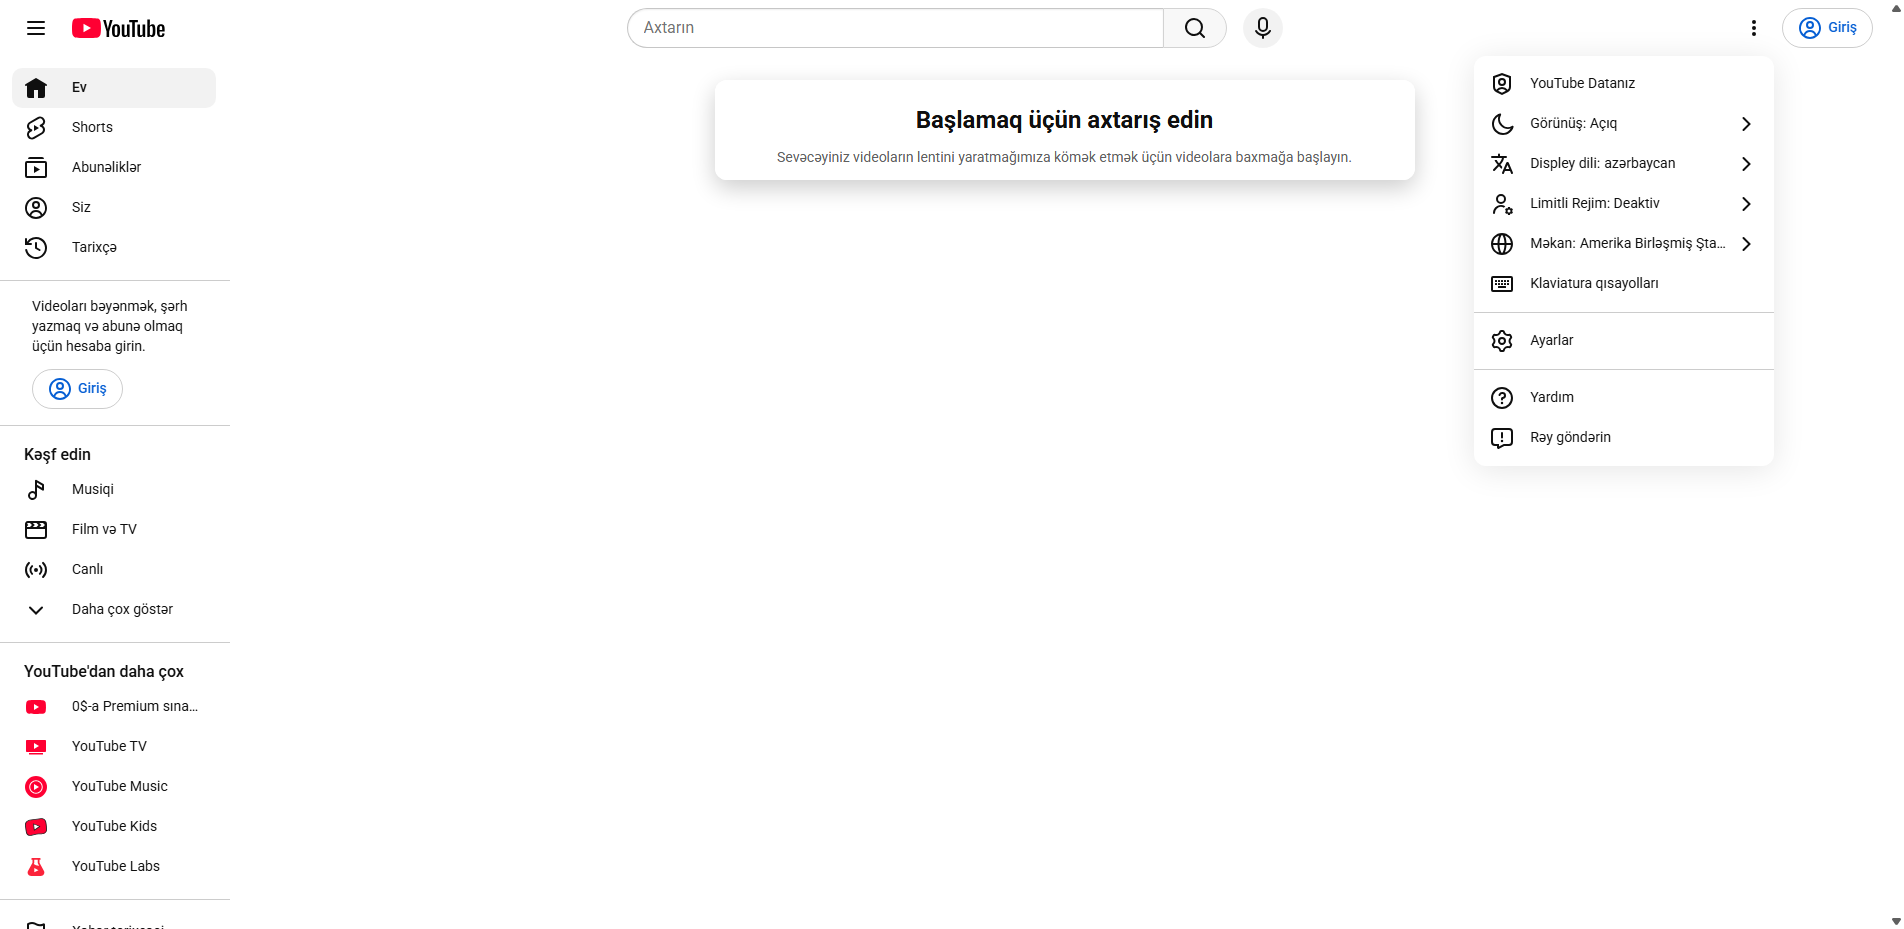 YouTube
Axtarın
Giriş
Ev
Shorts
Abunəliklər
Siz
Tarixçə
Videoları bəyənmək, şərh
yazmaq və abunə olmaq
üçün hesaba girin.
Giriş
Kəşf edin
Musiqi
Film və TV
Canlı
Daha çox göstər
YouTube'dan daha çox
0$-a Premium sına...
YouTube TV
YouTube Music
YouTube Kids
YouTube Labs
Başlamaq üçün axtarış edin
Sevəcəyiniz videoların lentini yaratmağımıza kömək etmək üçün videolara baxmağa başlayın.
YouTube Datanız
Görünüş: Açıq
Displey dili: azərbaycan
Limitli Rejim: Deaktiv
Məkan: Amerika Birləşmiş Şta...
Klaviatura qısayolları
Ayarlar
Yardım
Rəy göndərin